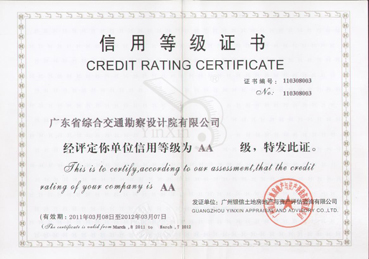 信用等级证书
CREDIT RATING CERTIFICATE
证书编号: 11030H003
No: 11030H003
广东省综合交通勘察设计院有限公司
经评定你单位信用等级为 AA 级，特发此证。
This is to certify,according to our assessment,that the credit
rating of your company is AA
发证单位: 广州银信土地房地产与资产评估咨询有限公司
GUANGZHOU YINXIN APPRAISAL AND ADVISORY CO.,LTD.
(有效期: 2011年03月08日至2012年03月07日
The certificate is valid from March, 8 2011 to March, 7 2012